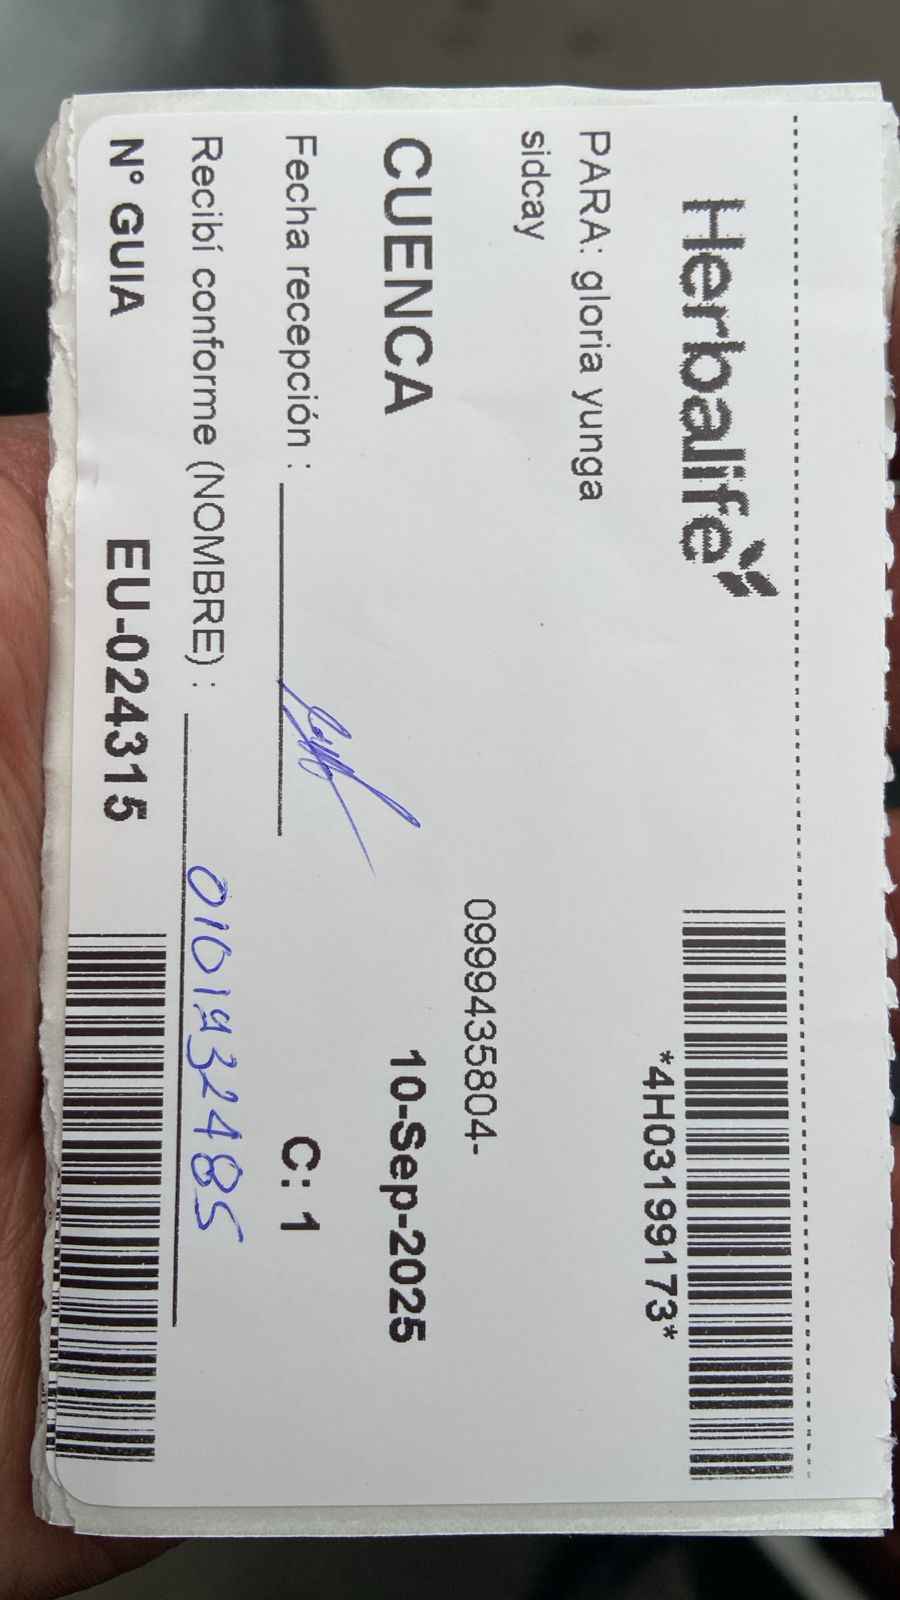 Herbalife
*4H03199173*
PARA: gloria yunga
sidcay
0999435804-
CUENCA 10-Sep-2025
Fecha recepción : C: 1
Recibí conforme (NOMBRE) : 0101932485
N° GUIA EU-024315